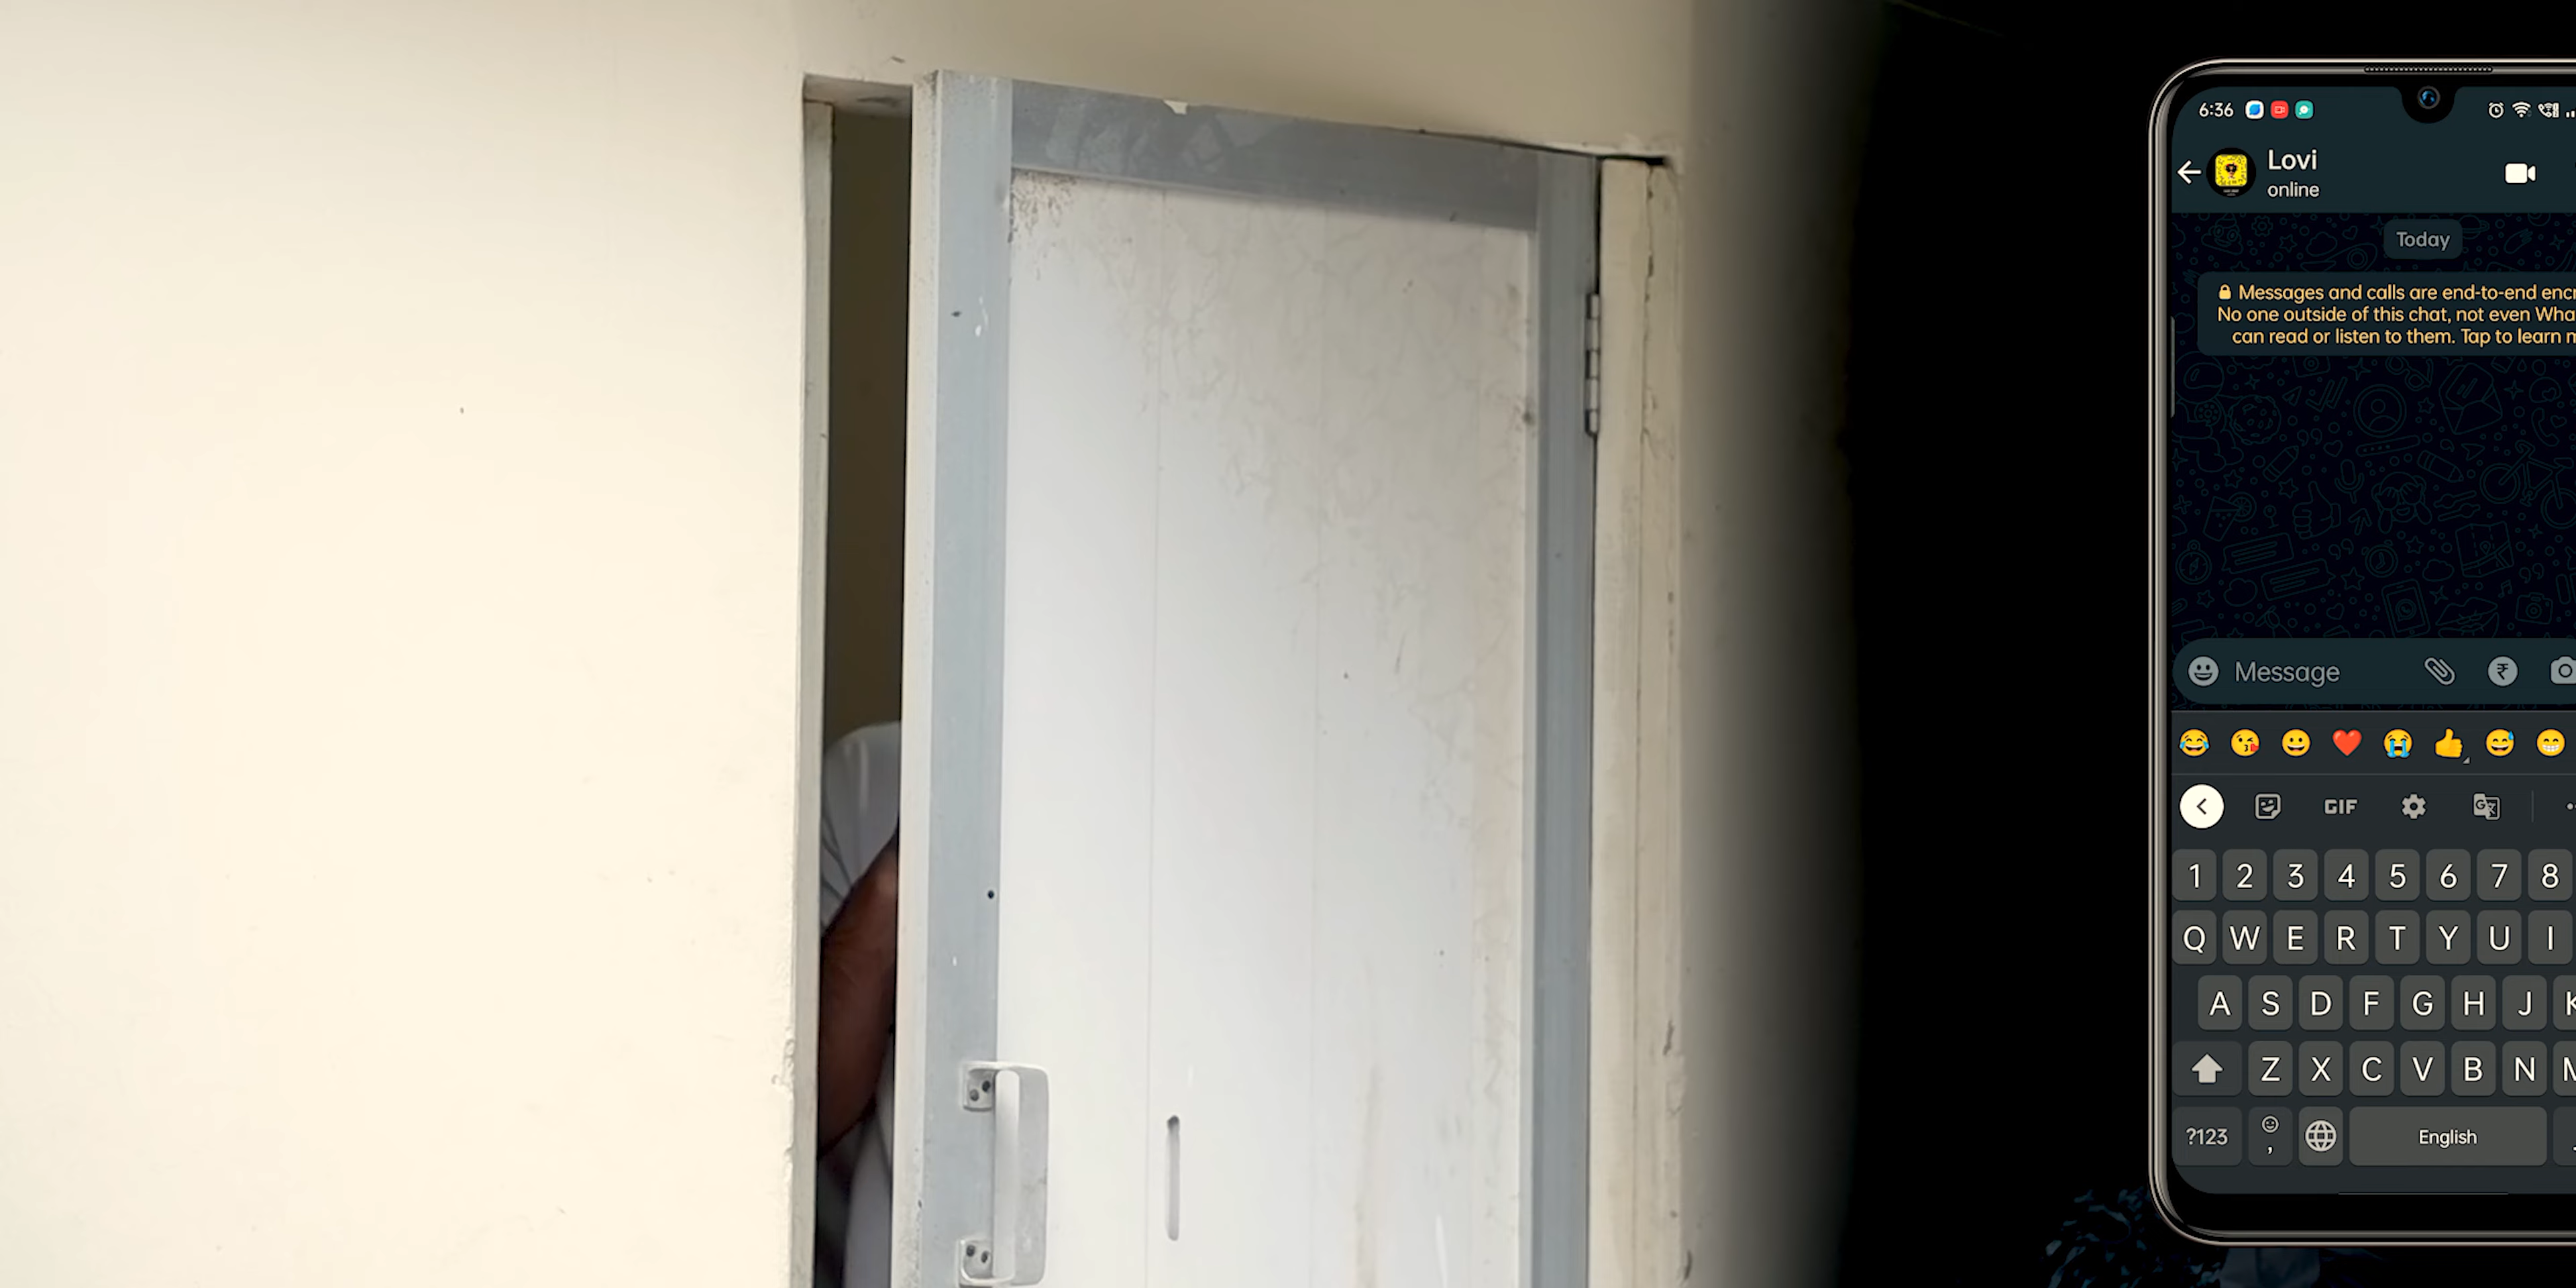 6:36
Lovi
online
Today
Messages and calls are end-to-end
No one outside of this chat, not even
can read or listen to them. Tap to learn
Message
GIF
1 2 3 4 5 6 7 8
Q W E R T Y U I
A S D F G H J K
Z X C V B N M
?123 , English